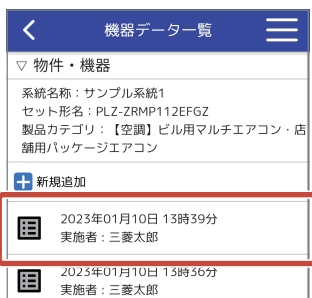 機器データ一覧
▽ 物件・機器
系統名称：サンプル系統1
セット形名：PLZ-ZRMP112EFGZ
製品カテゴリ：【空調】ビル用マルチエアコン・店
舗用パッケージエアコン
新規追加
2023年01月10日 13時39分
実施者：三菱太郎
2023年01月10日 13時36分
実施者：三菱太郎